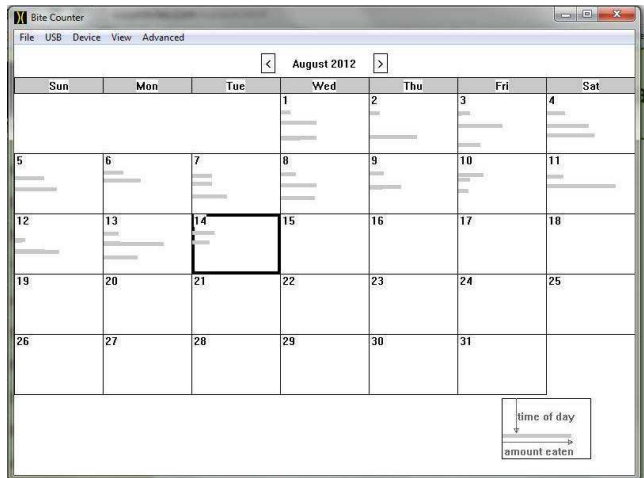 Bite Counter
File USB Device View Advanced
< August 2012 >
Sun Mon Tue Wed Thu Fri Sat
1 2 3 4
5 6 7 8 9 10 11
12 13 14 15 16 17 18
19 20 21 22 23 24 25
26 27 28 29 30 31
time of day
amount eaten